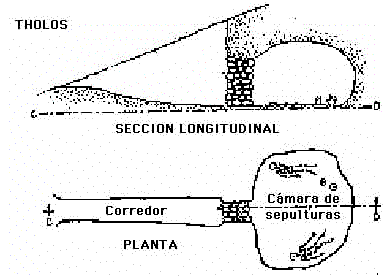 THOLOS
SECCION LONGITUDINAL
Corredor
Cámara de
sepulturas
PLANTA